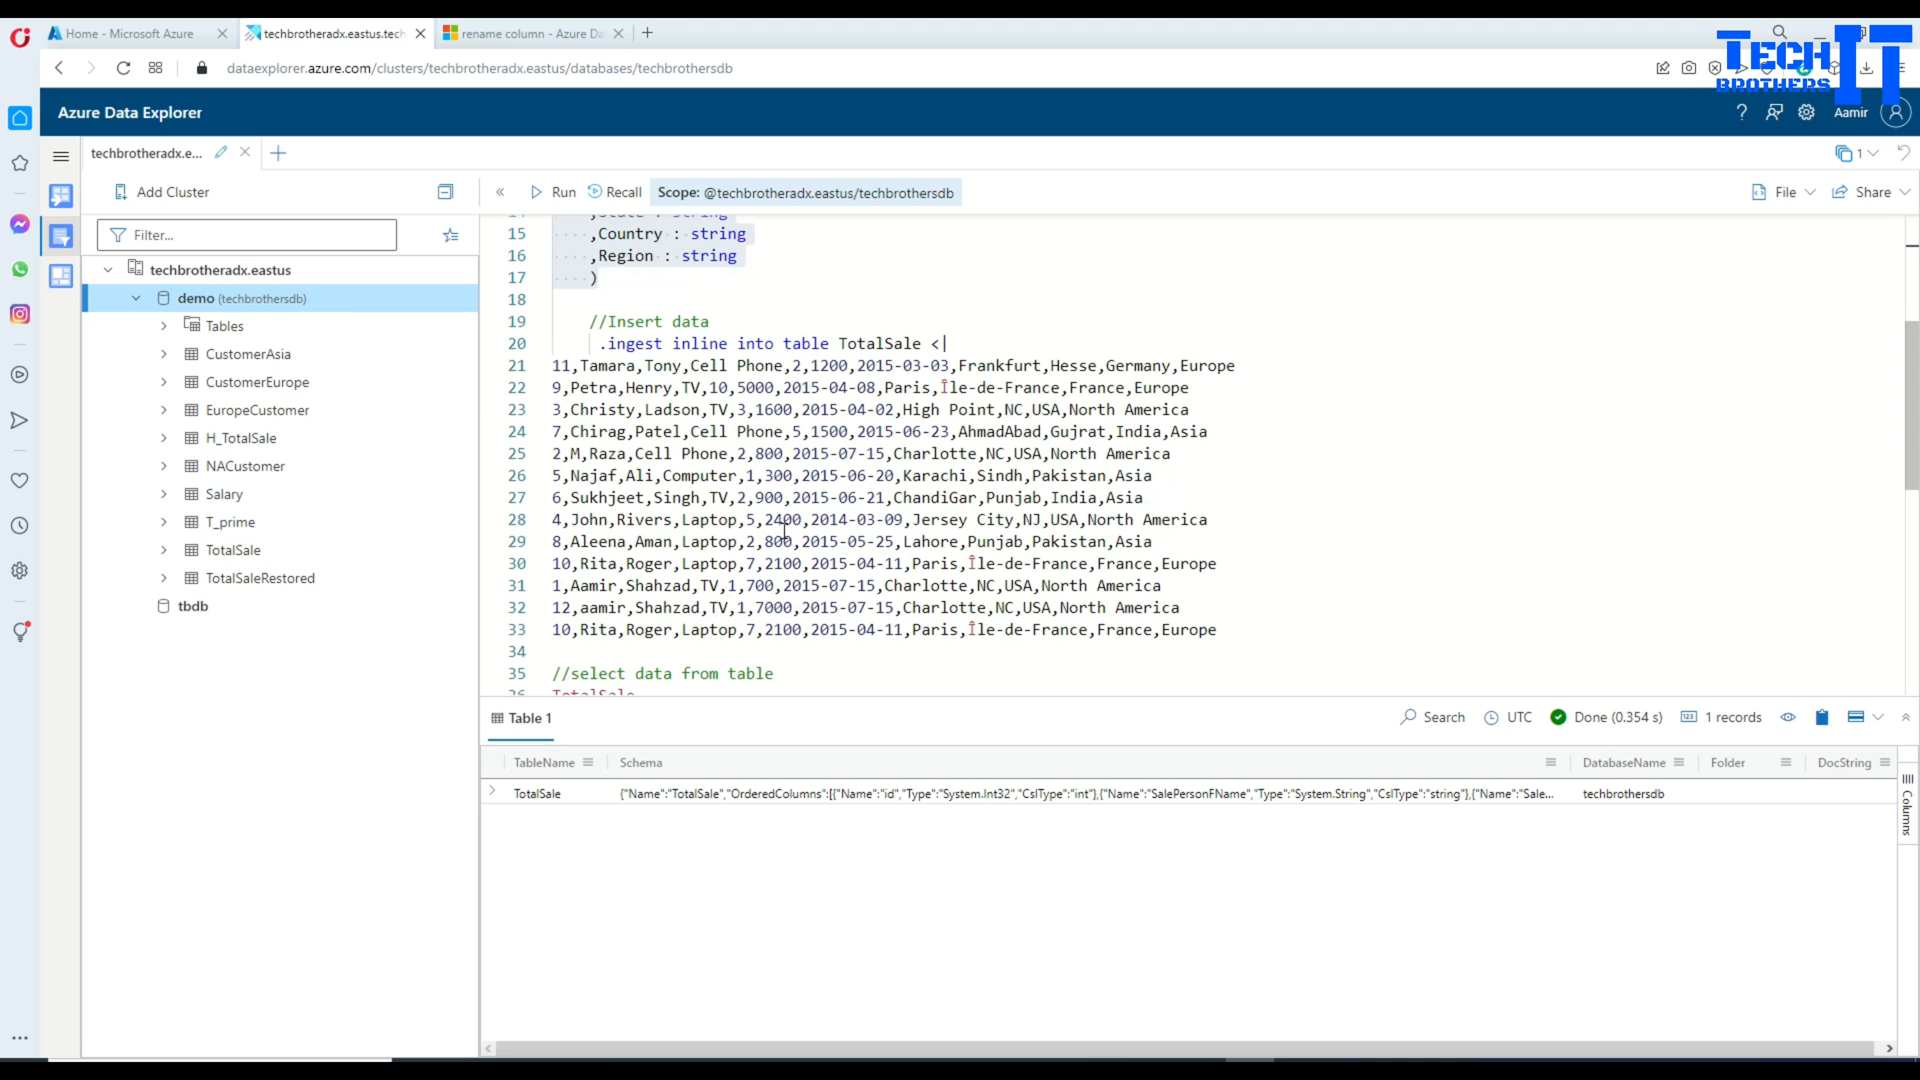 Home - Microsoft Azure
techbrotheradx.eastus.tech
rename column - Azure Da
dataexplorer.azure.com/clusters/techbrotheradx.eastus/databases/techbrothersdb
TECH IT
BROTHERS
Azure Data Explorer
? Aamir
techbrotheradx.e...
1
Add Cluster
Run
Recall
Scope: @techbrotheradx.eastus/techbrothersdb
File
Share
Filter...
techbrotheradx.eastus
demo (techbrothersdb)
Tables
CustomerAsia
CustomerEurope
EuropeCustomer
H_TotalSale
NACustomer
Salary
T_prime
TotalSale
TotalSaleRestored
tbdb
14 ,State : string
15 ,Country : string
16 ,Region : string
17 )
18
19 //Insert data
20 .ingest inline into table TotalSale <|
21 11,Tamara,Tony,Cell Phone,2,1200,2015-03-03,Frankfurt,Hesse,Germany,Europe
22 9,Petra,Henry,TV,10,5000,2015-04-08,Paris,Île-de-France,France,Europe
23 3,Christy,Ladson,TV,3,1600,2015-04-02,High Point,NC,USA,North America
24 7,Chirag,Patel,Cell Phone,5,1500,2015-06-23,AhmadAbad,Gujrat,India,Asia
25 2,M,Raza,Cell Phone,2,800,2015-07-15,Charlotte,NC,USA,North America
26 5,Najaf,Ali,Computer,1,300,2015-06-20,Karachi,Sindh,Pakistan,Asia
27 6,Sukhjeet,Singh,TV,2,900,2015-06-21,ChandiGar,Punjab,India,Asia
28 4,John,Rivers,Laptop,5,2400,2014-03-09,Jersey City,NJ,USA,North America
29 8,Aleena,Aman,Laptop,2,800,2015-05-25,Lahore,Punjab,Pakistan,Asia
30 10,Rita,Roger,Laptop,7,2100,2015-04-11,Paris,Île-de-France,France,Europe
31 1,Aamir,Shahzad,TV,1,700,2015-07-15,Charlotte,NC,USA,North America
32 12,aamir,Shahzad,TV,1,7000,2015-07-15,Charlotte,NC,USA,North America
33 10,Rita,Roger,Laptop,7,2100,2015-04-11,Paris,Île-de-France,France,Europe
34
35 //select data from table
36 TotalSale
Table 1
Search
UTC
Done (0.354 s)
1 records
TableName
Schema
DatabaseName
Folder
DocString
TotalSale
{"Name":"TotalSale","OrderedColumns":[{"Name":"id","Type":"System.Int32","CslType":"int"},{"Name":"SalePersonFName","Type":"System.String","CslType":"string"},{"Name":"Sale...
techbrothersdb
Columns